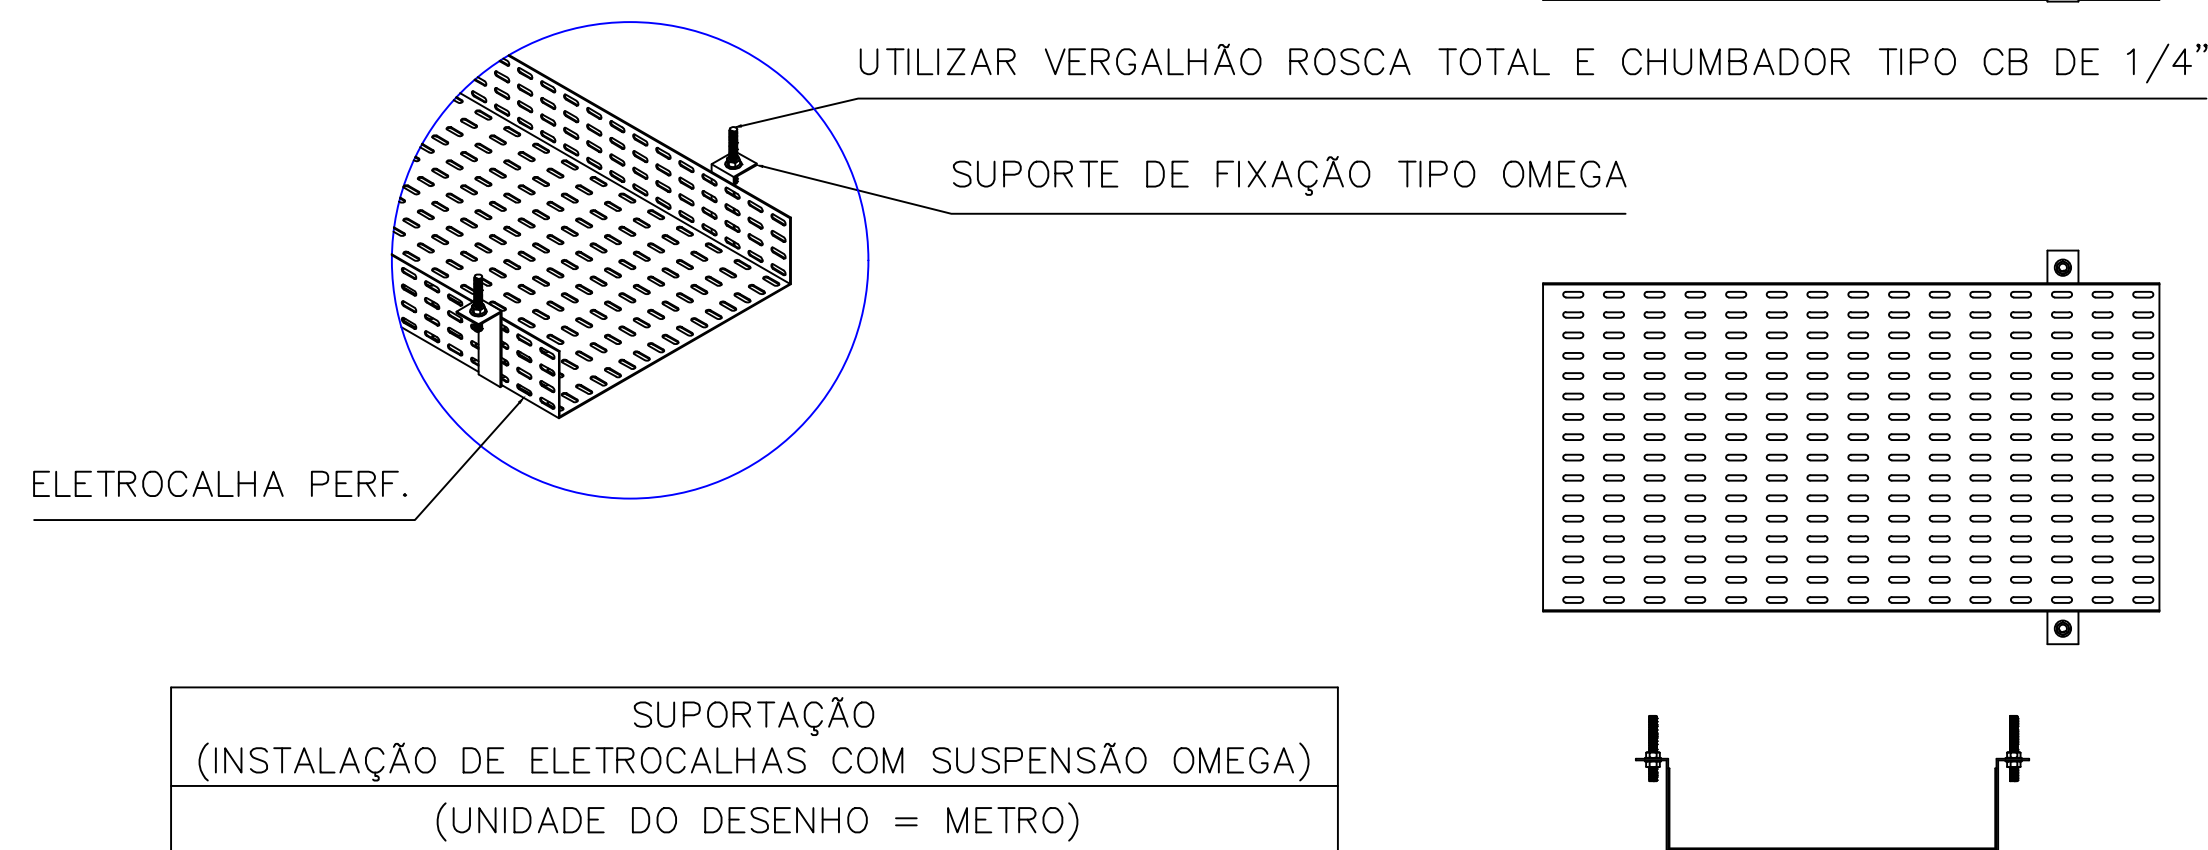 UTILIZAR VERGALHÃO ROSCA TOTAL E CHUMBADOR TIPO CB DE 1/4"
SUPORTE DE FIXAÇÃO TIPO OMEGA
ELETROCALHA PERF.
SUPORTAÇÃO
(INSTALAÇÃO DE ELETROCALHAS COM SUSPENSÃO OMEGA)
(UNIDADE DO DESENHO = METRO)